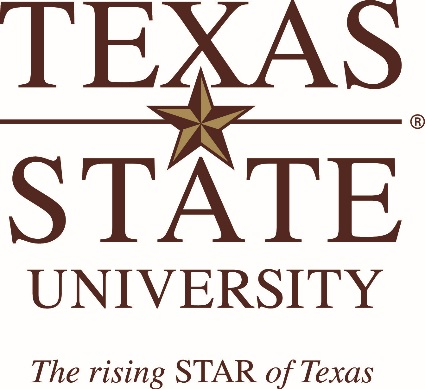 TEXAS
®
STATE
UNIVERSITY
The rising STAR of Texas